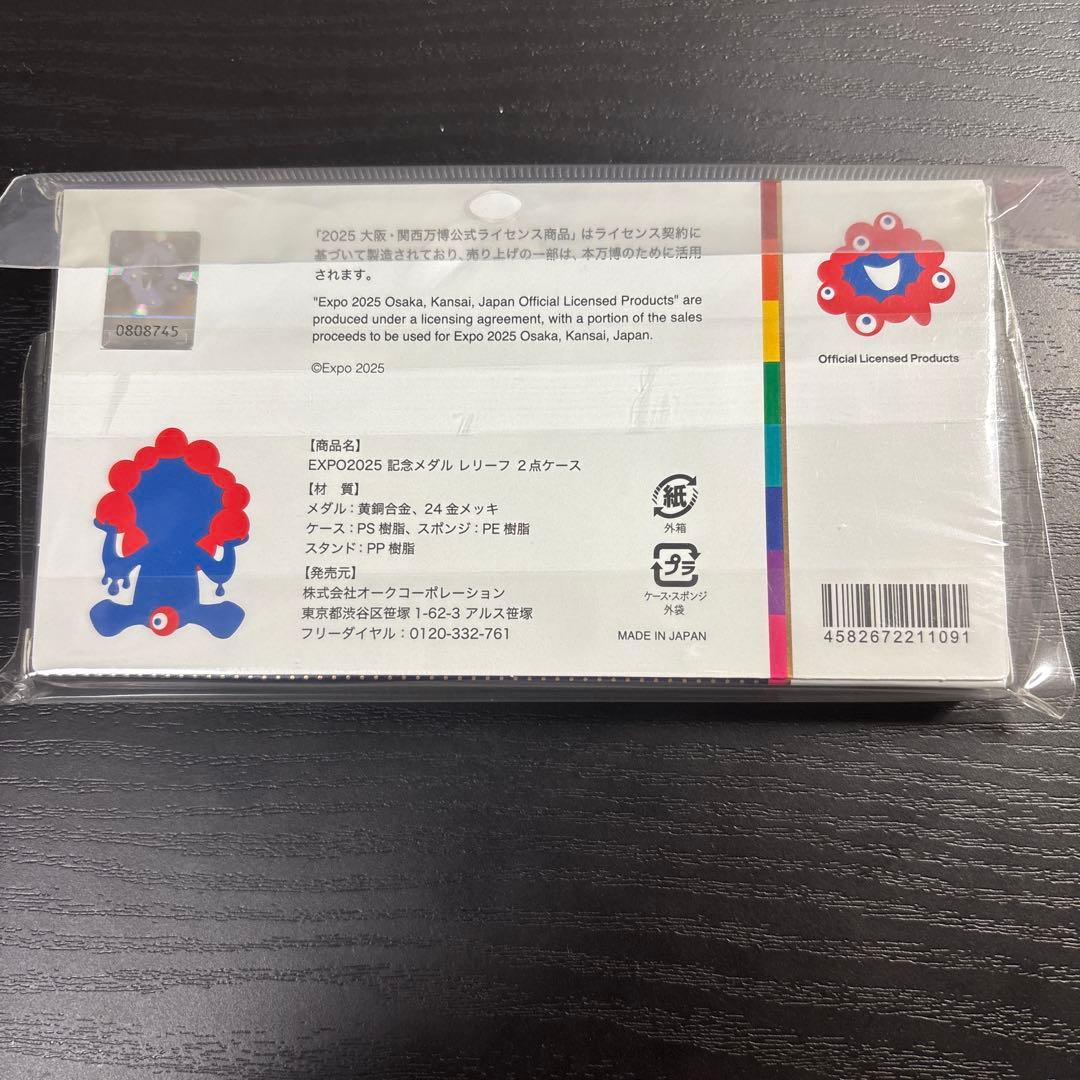 「2025 大阪・関西万博公式ライセンス商品」はライセンス契約に
基づいて製造されており、売り上げの一部は、本万博のために活用
されます。
"Expo 2025 Osaka, Kansai, Japan Official Licensed Products" are
produced under a licensing agreement, with a portion of the sales
proceeds to be used for Expo 2025 Osaka, Kansai, Japan.
©Expo 2025
0808745
Official Licensed Products
【商品名】
EXPO2025 記念メダル レリーフ 2点ケース
【材 質】
メダル：黄銅合金、24金メッキ
ケース：PS樹脂、スポンジ：PE樹脂
スタンド：PP樹脂
【発売元】
株式会社オークコーポレーション
東京都渋谷区笹塚1-62-3 アルス笹塚
フリーダイヤル：0120-332-761
紙
外箱
プラ
ケース・スポンジ
外袋
MADE IN JAPAN
4582672211091